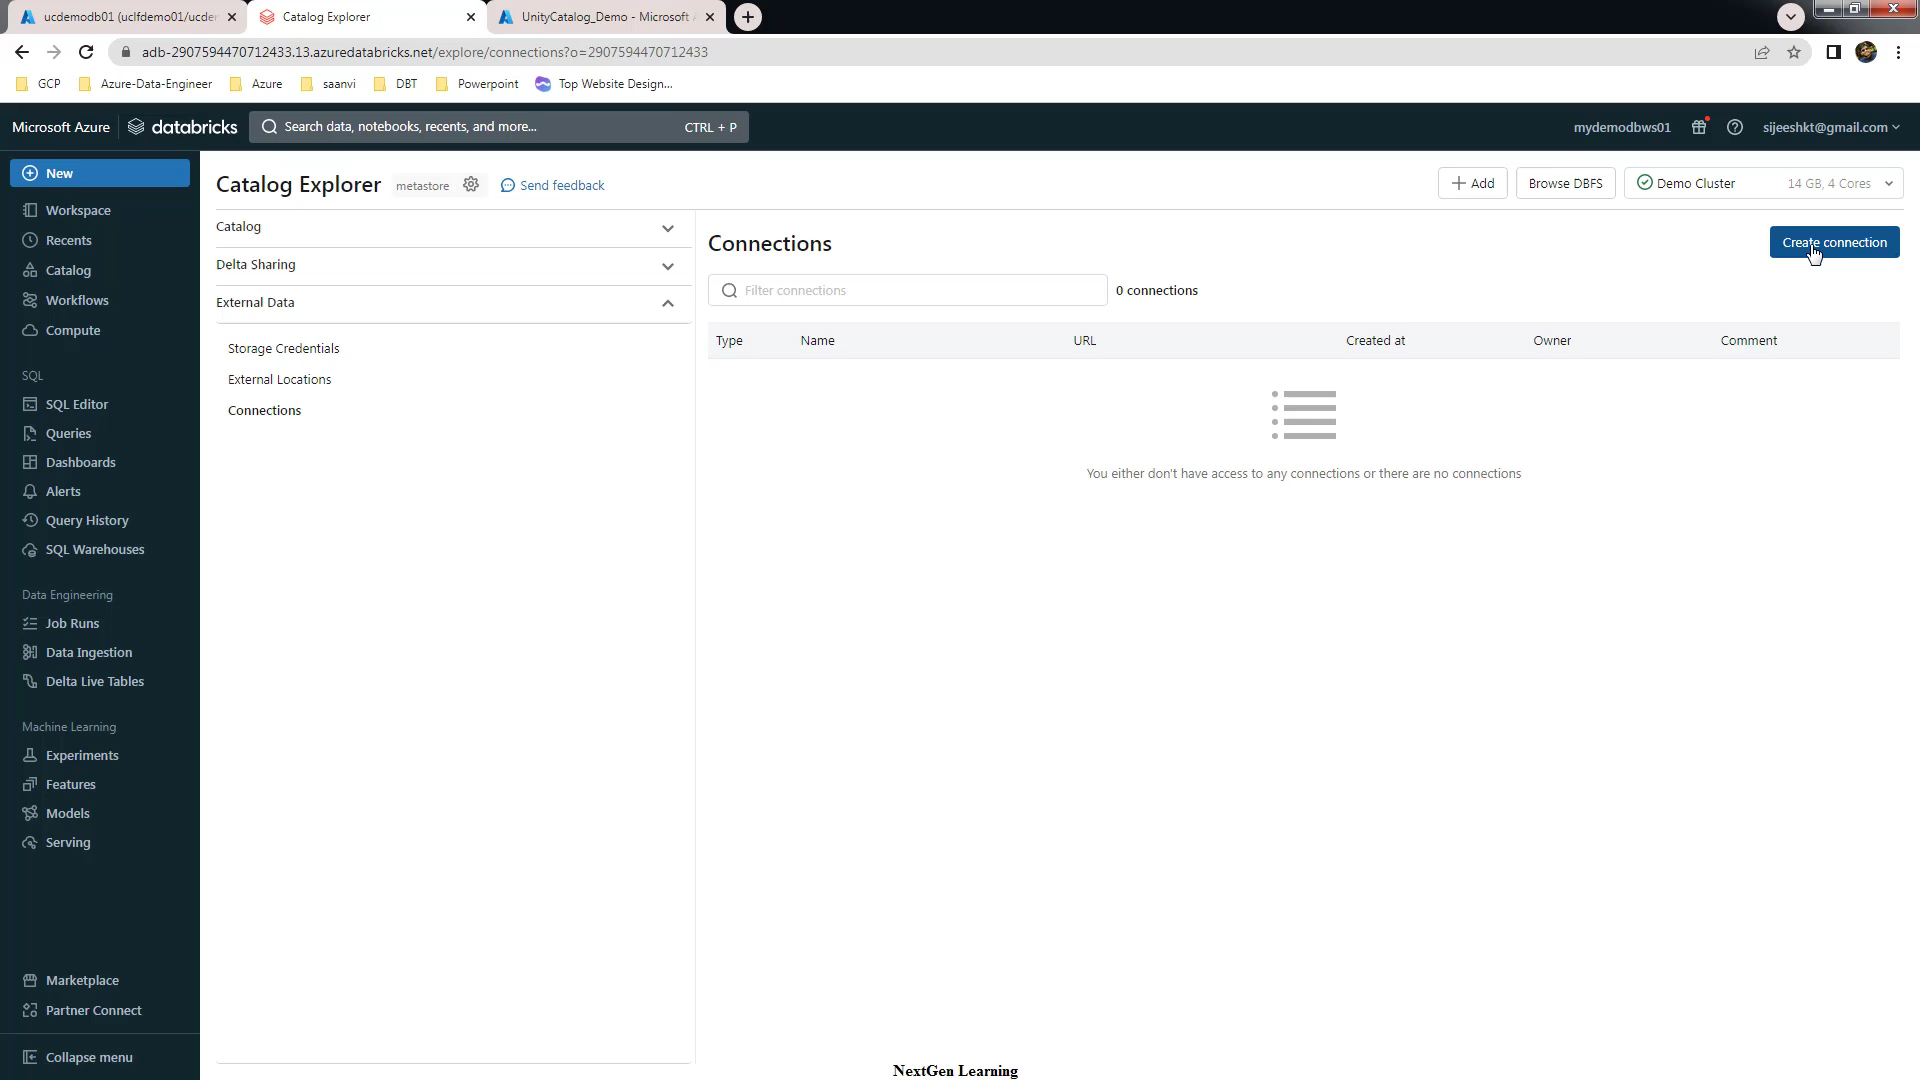 ucdemodb01 (uclfdemo01/ucder
Catalog Explorer
UnityCatalog_Demo - Microsoft A
adb-2907594470712433.13.azuredatabricks.net/explore/connections?o=2907594470712433
GCP
Azure-Data-Engineer
Azure
saanvi
DBT
Powerpoint
Top Website Design...
Microsoft Azure
databricks
Search data, notebooks, recents, and more...
CTRL + P
mydemodbws01
sijeeshkt@gmail.com
New
Workspace
Recents
Catalog
Workflows
Compute
SQL
SQL Editor
Queries
Dashboards
Alerts
Query History
SQL Warehouses
Data Engineering
Job Runs
Data Ingestion
Delta Live Tables
Machine Learning
Experiments
Features
Models
Serving
Marketplace
Partner Connect
Collapse menu
Catalog Explorer
metastore
Send feedback
Add
Browse DBFS
Demo Cluster
14 GB, 4 Cores
Catalog
Delta Sharing
External Data
Storage Credentials
External Locations
Connections
Connections
Create connection
Filter connections
0 connections
Type Name URL Created at Owner Comment
You either don't have access to any connections or there are no connections
NextGen Learning